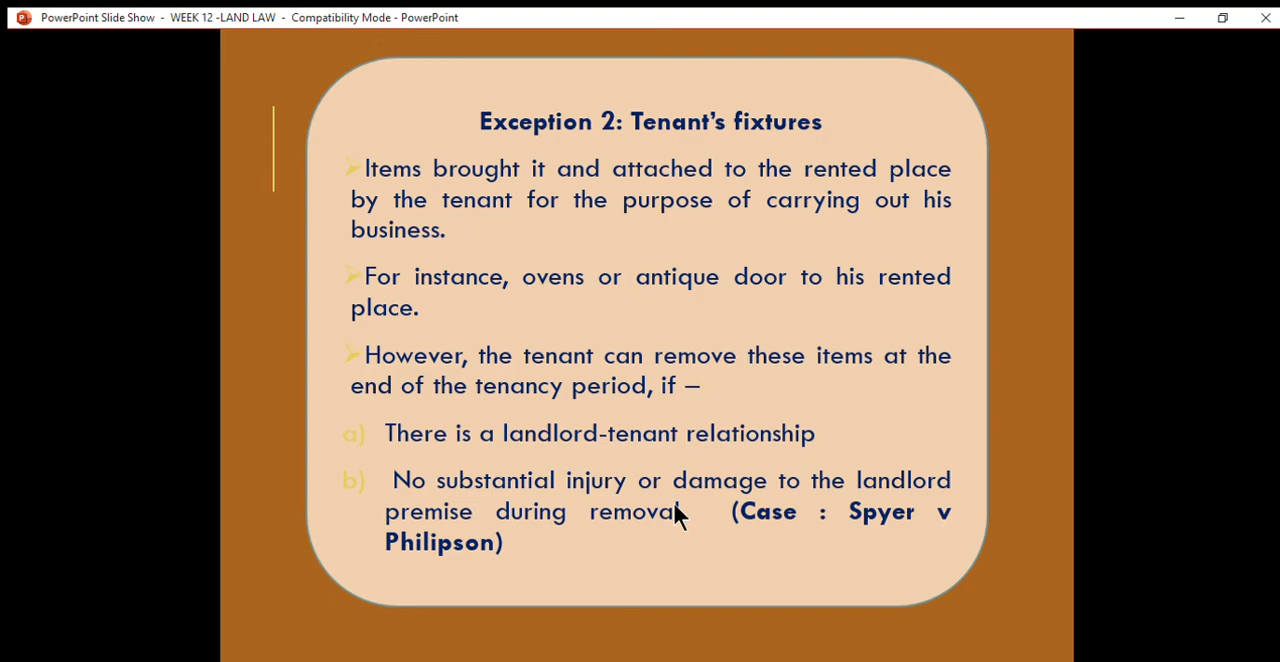 PowerPoint Slide Show - WEEK 12 -LAND LAW - Compatibility Mode - PowerPoint
Exception 2: Tenant's fixtures
➤Items brought it and attached to the rented place
by the tenant for the purpose of carrying out his
business.
➤For instance, ovens or antique door to his rented
place.
➤However, the tenant can remove these items at the
end of the tenancy period, if –
a) There is a landlord-tenant relationship
b) No substantial injury or damage to the landlord
premise during removal (Case : Spyer v
Philipson)